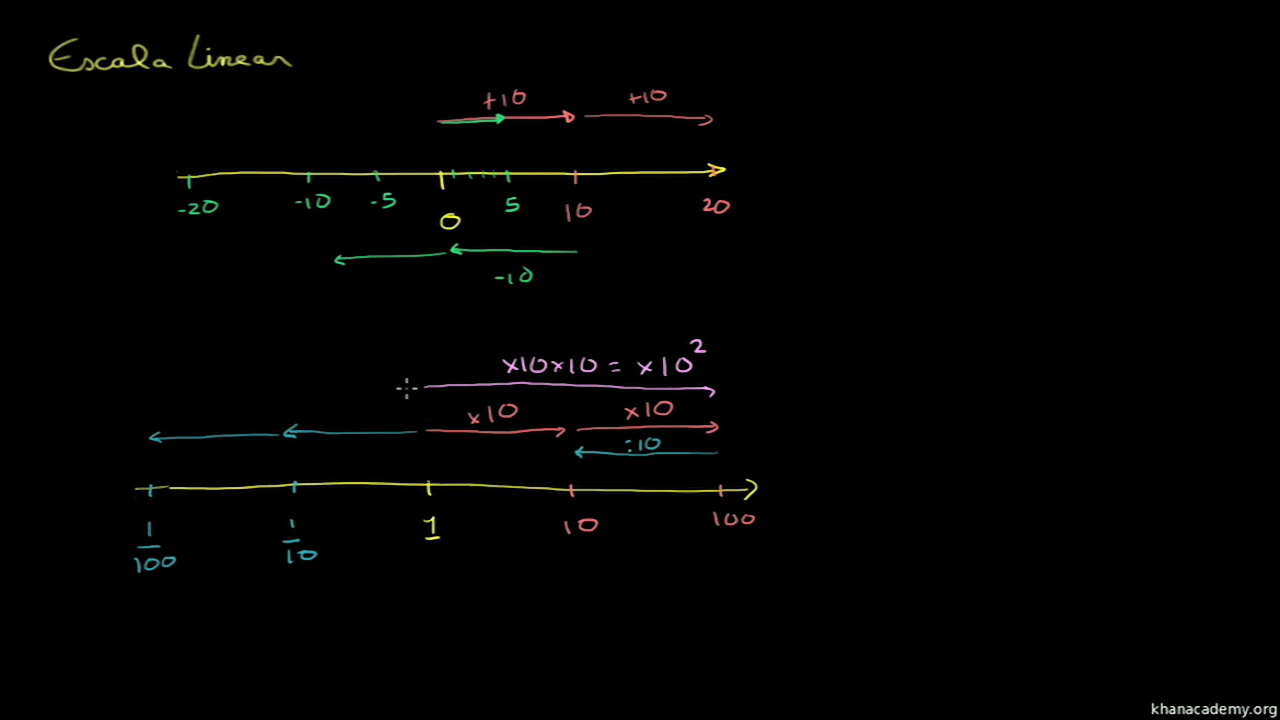 Escala Linear
+10 +10
-20 -10 -5 0 5 10 20
-10
x10x10 = x10²
x10 x10
:10
1/100 1/10 1 10 100
khanacademy.org